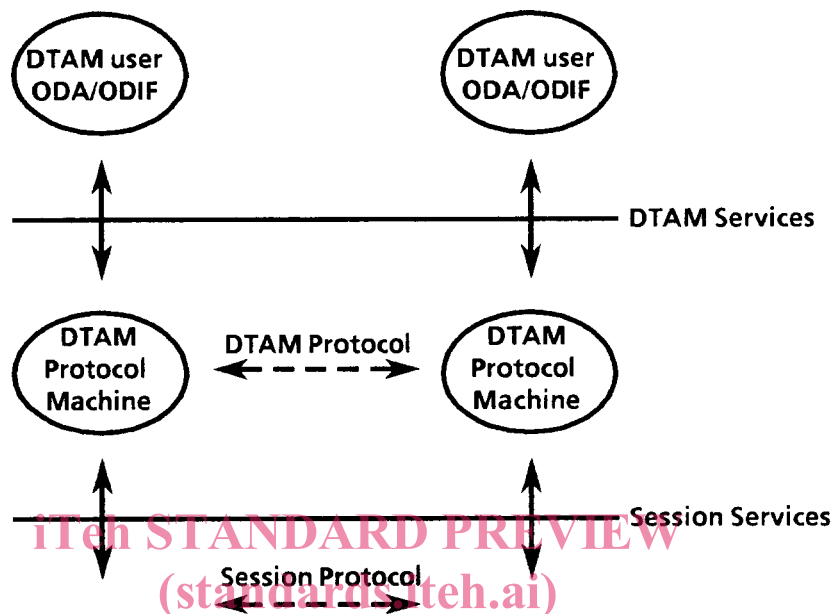 DTAM user
ODA/ODIF
DTAM user
ODA/ODIF
DTAM Services
DTAM
Protocol
Machine
DTAM Protocol
DTAM
Protocol
Machine
Session Services
iTeh STANDARD PREVIEW
Session Protocol
(standards.iteh.ai)